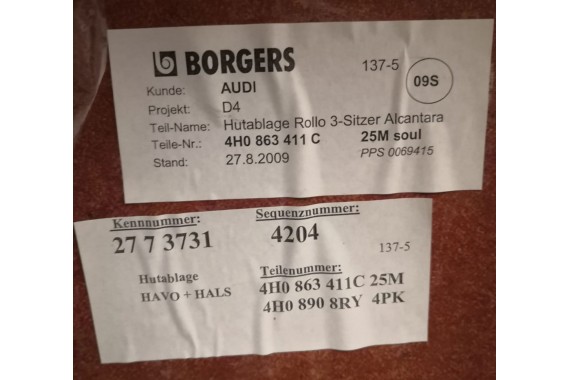 BORGERS
137-5
09S
Kunde: AUDI
Projekt: D4
Teil-Name: Hutablage Rollo 3-Sitzer Alcantara
Teile-Nr.: 4H0 863 411 C 25M soul
Stand: 27.8.2009 PPS 0069415
Kennnummer: Sequenznummer:
27 7 3731 4204
137-5
Hutablage Teilenummer:
HAVO + HALS 4H0 863 411C 25M
4H0 890 8RY 4PK